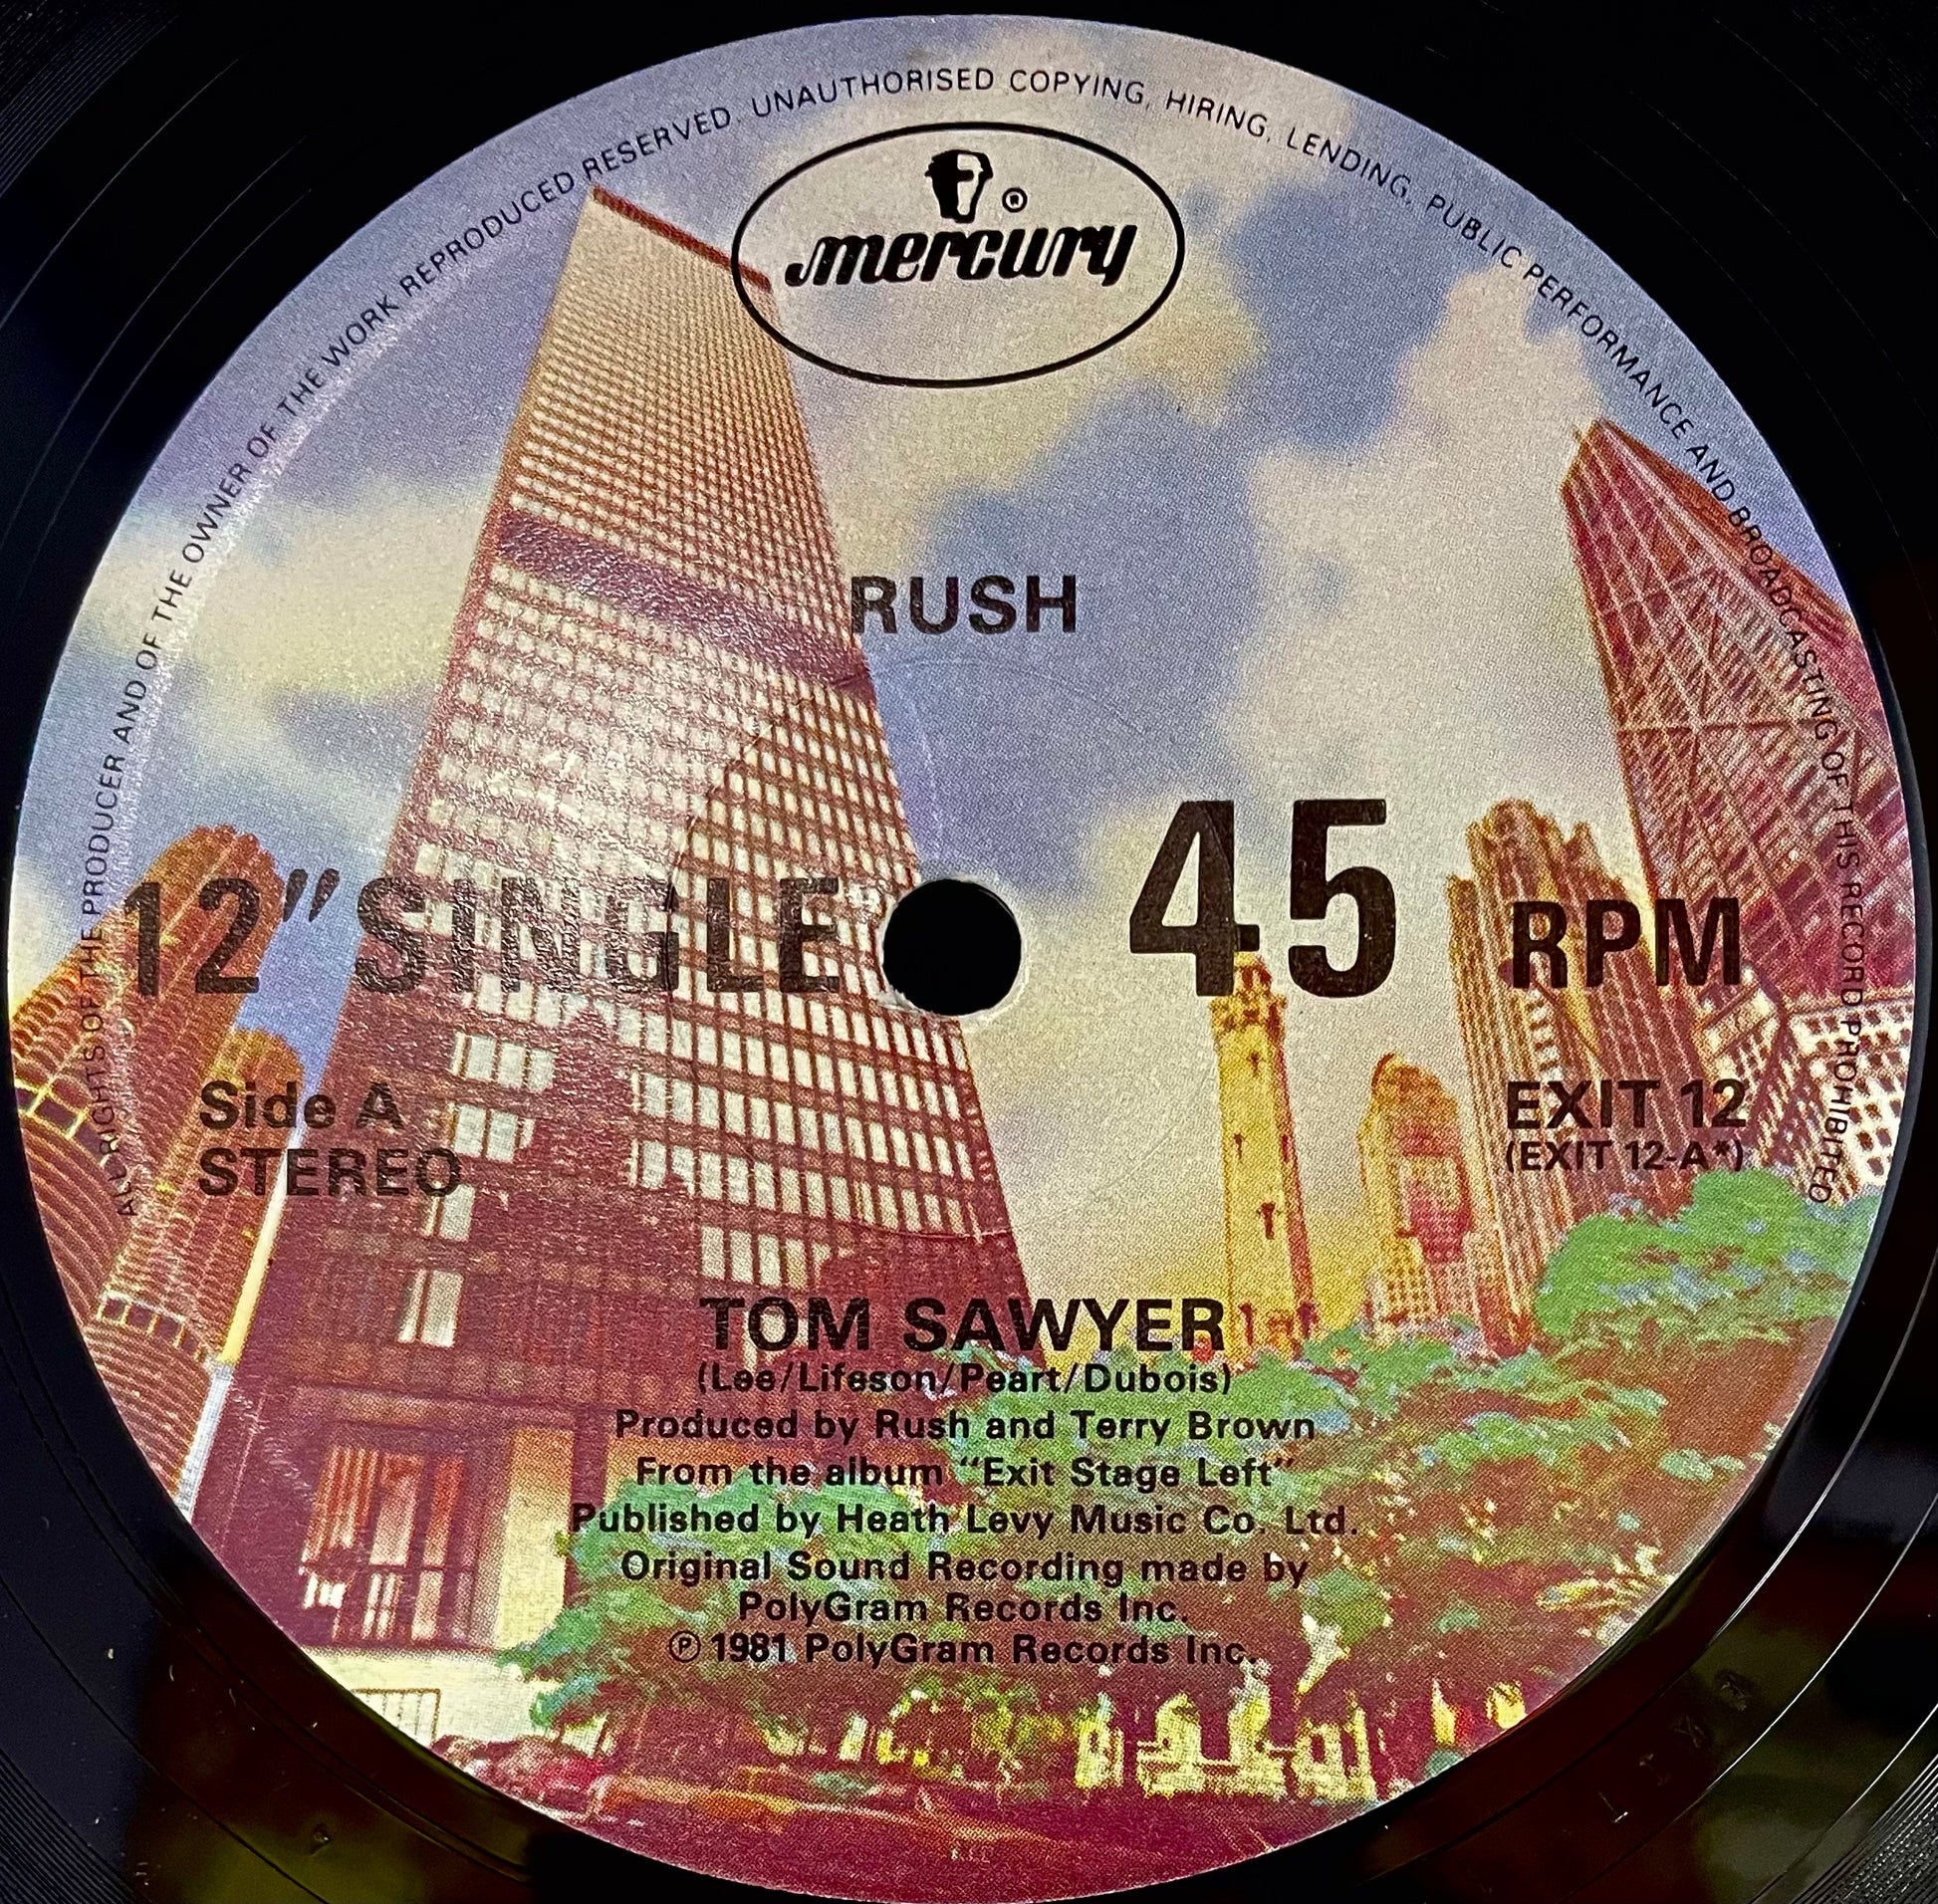 ALL RIGHTS OF THE PRODUCER AND OF THE OWNER OF THE WORK REPRODUCED RESERVED. UNAUTHORISED COPYING, HIRING, LENDING, PUBLIC PERFORMANCE AND BROADCASTING OF THIS RECORD PROHIBITED
®
mercury
RUSH
12" SINGLE
45 RPM
Side A
STEREO
EXIT 12
(EXIT 12-A*)
TOM SAWYER
(Lee/Lifeson/Peart/Dubois)
Produced by Rush and Terry Brown
From the album "Exit Stage Left"
Published by Heath Levy Music Co. Ltd.
Original Sound Recording made by
PolyGram Records Inc.
℗ 1981 PolyGram Records Inc.